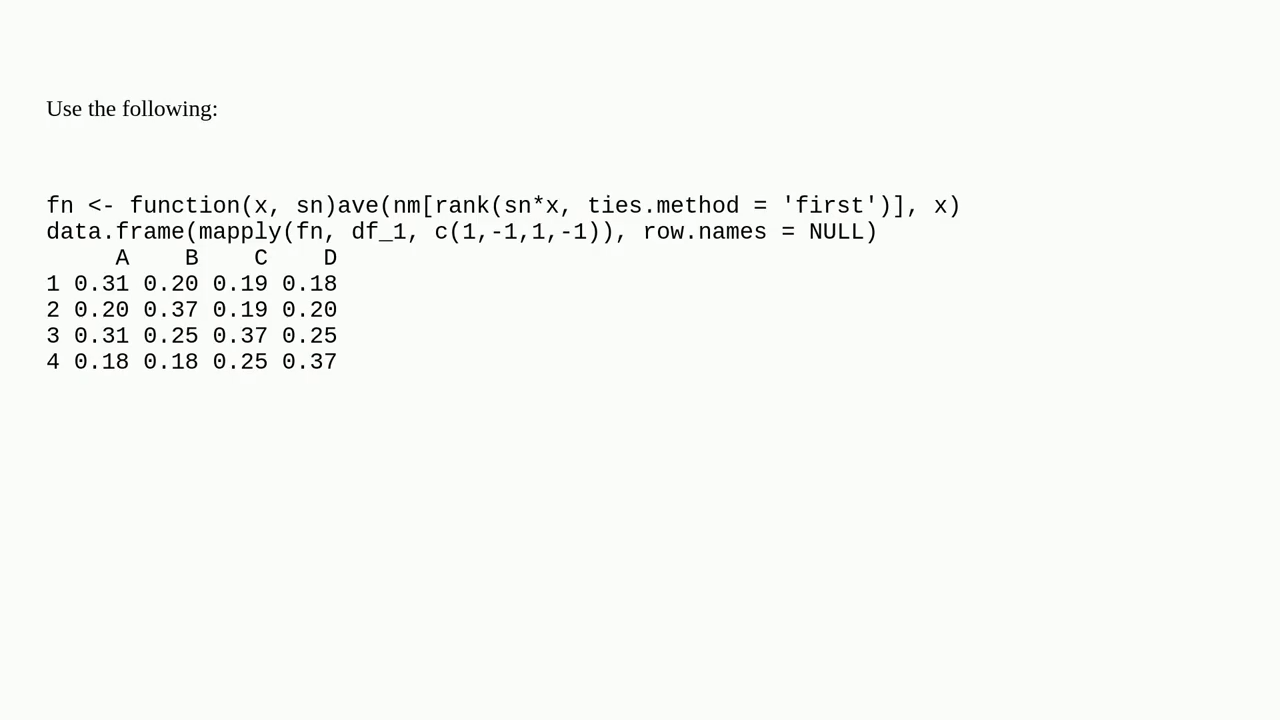 Use the following:
fn <- function(x, sn)ave(nm[rank(sn*x, ties.method = 'first')], x)
data.frame(mapply(fn, df_1, c(1,-1,1,-1)), row.names = NULL)
     A    B    C    D
1 0.31 0.20 0.19 0.18
2 0.20 0.37 0.19 0.20
3 0.31 0.25 0.37 0.25
4 0.18 0.18 0.25 0.37